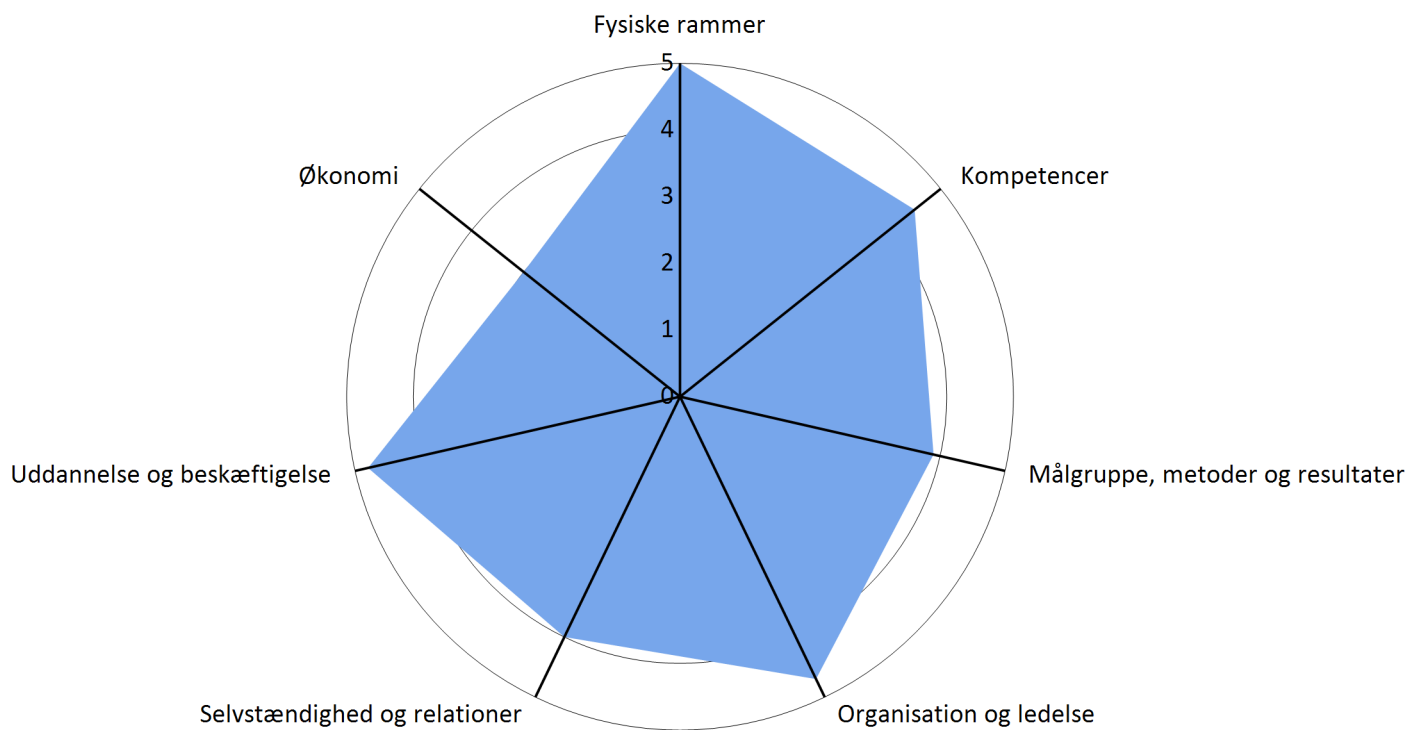 Fysiske rammer
5
4
3
2
1
0
Økonomi
Kompetencer
Uddannelse og beskæftigelse
Målgruppe, metoder og resultater
Selvstændighed og relationer
Organisation og ledelse